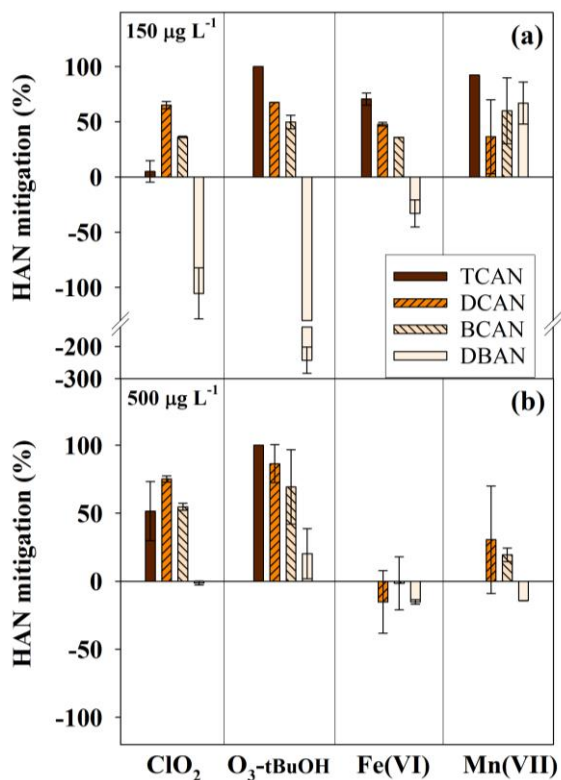 150 µg L-1
(a)
HAN mitigation (%)
100
50
0
-50
-100
-200
-300
TCAN
DCAN
BCAN
DBAN
500 µg L-1
(b)
HAN mitigation (%)
100
50
0
-50
-100
ClO2 O3-tBuOH Fe(VI) Mn(VII)